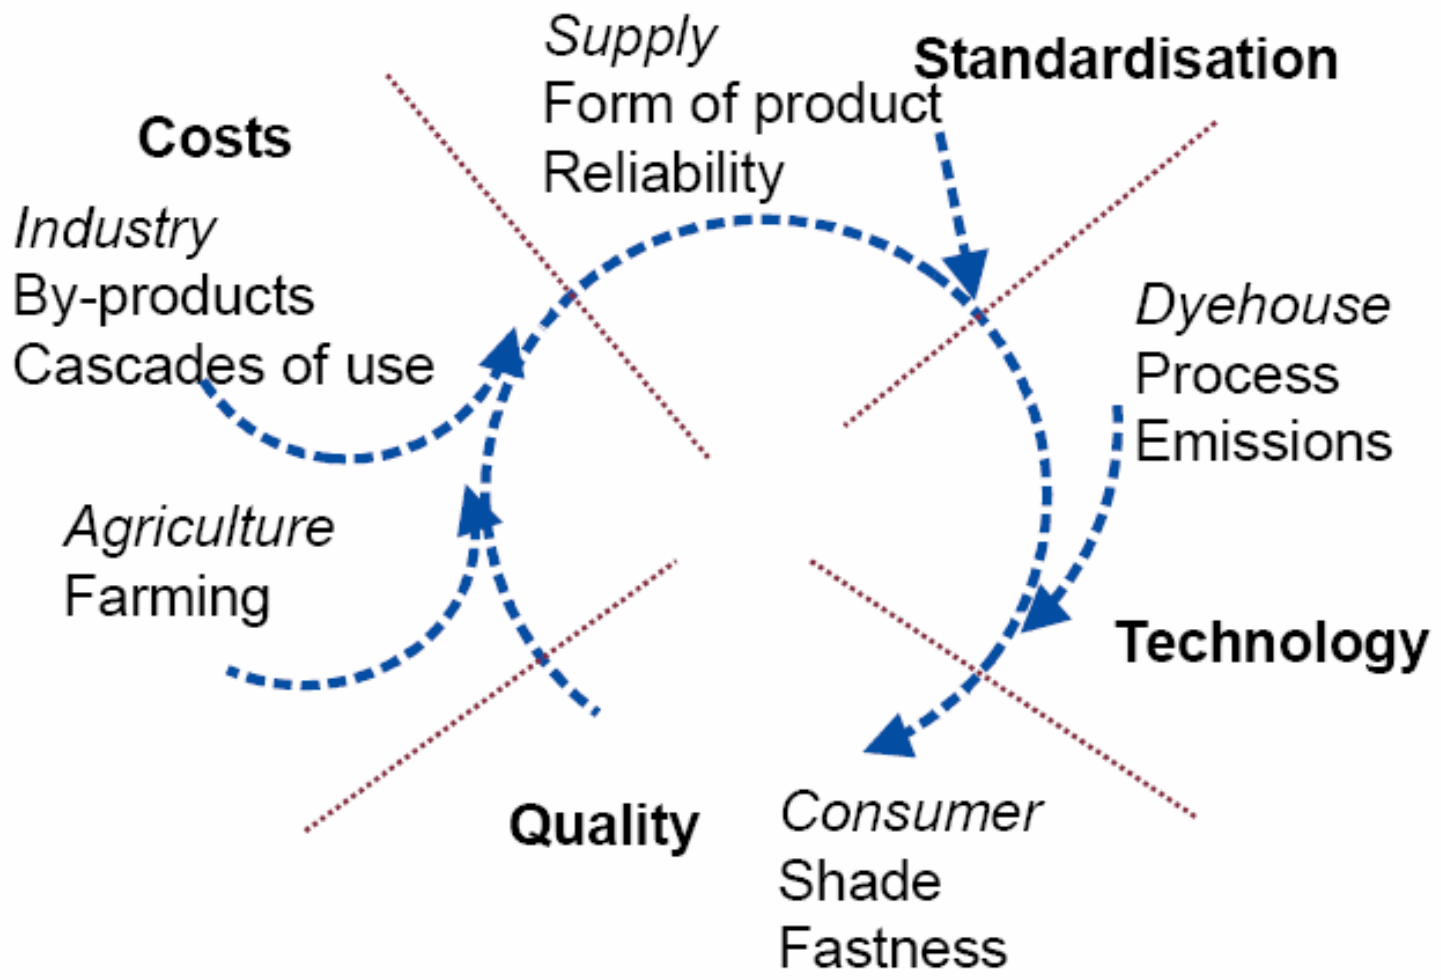 Supply
Form of product
Reliability
Standardisation
Costs
Industry
By-products
Cascades of use
Agriculture
Farming
Dyehouse
Process
Emissions
Technology
Quality
Consumer
Shade
Fastness